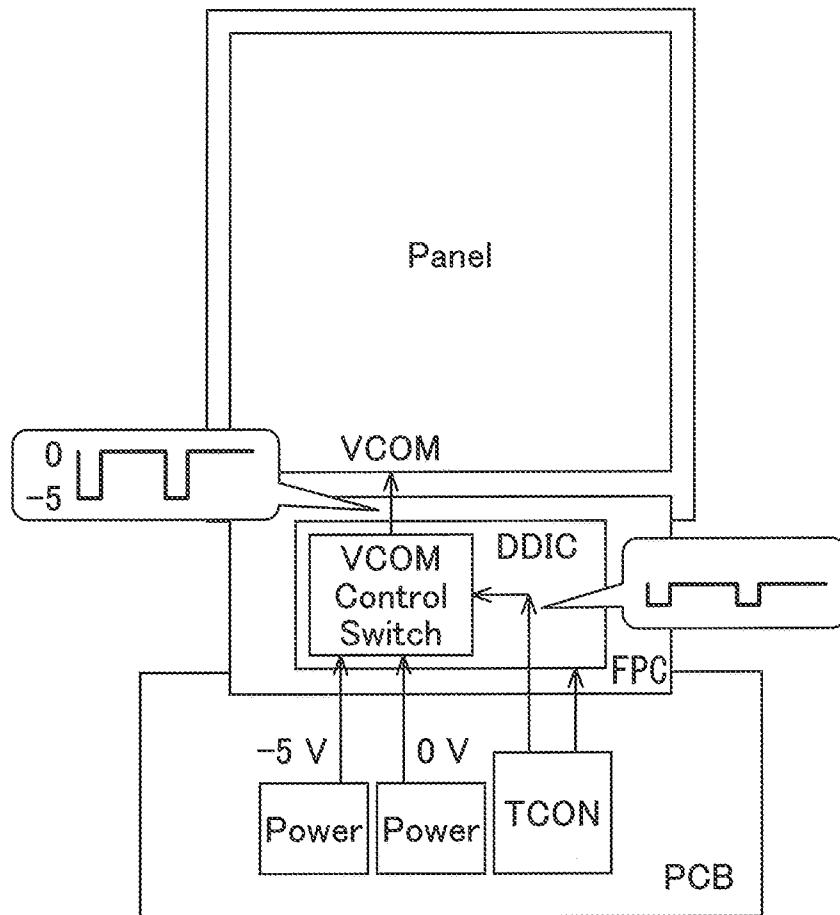 Panel
VCOM
0
-5
DDIC
VCOM
Control
Switch
FPC
-5 V
0 V
Power
Power
TCON
PCB